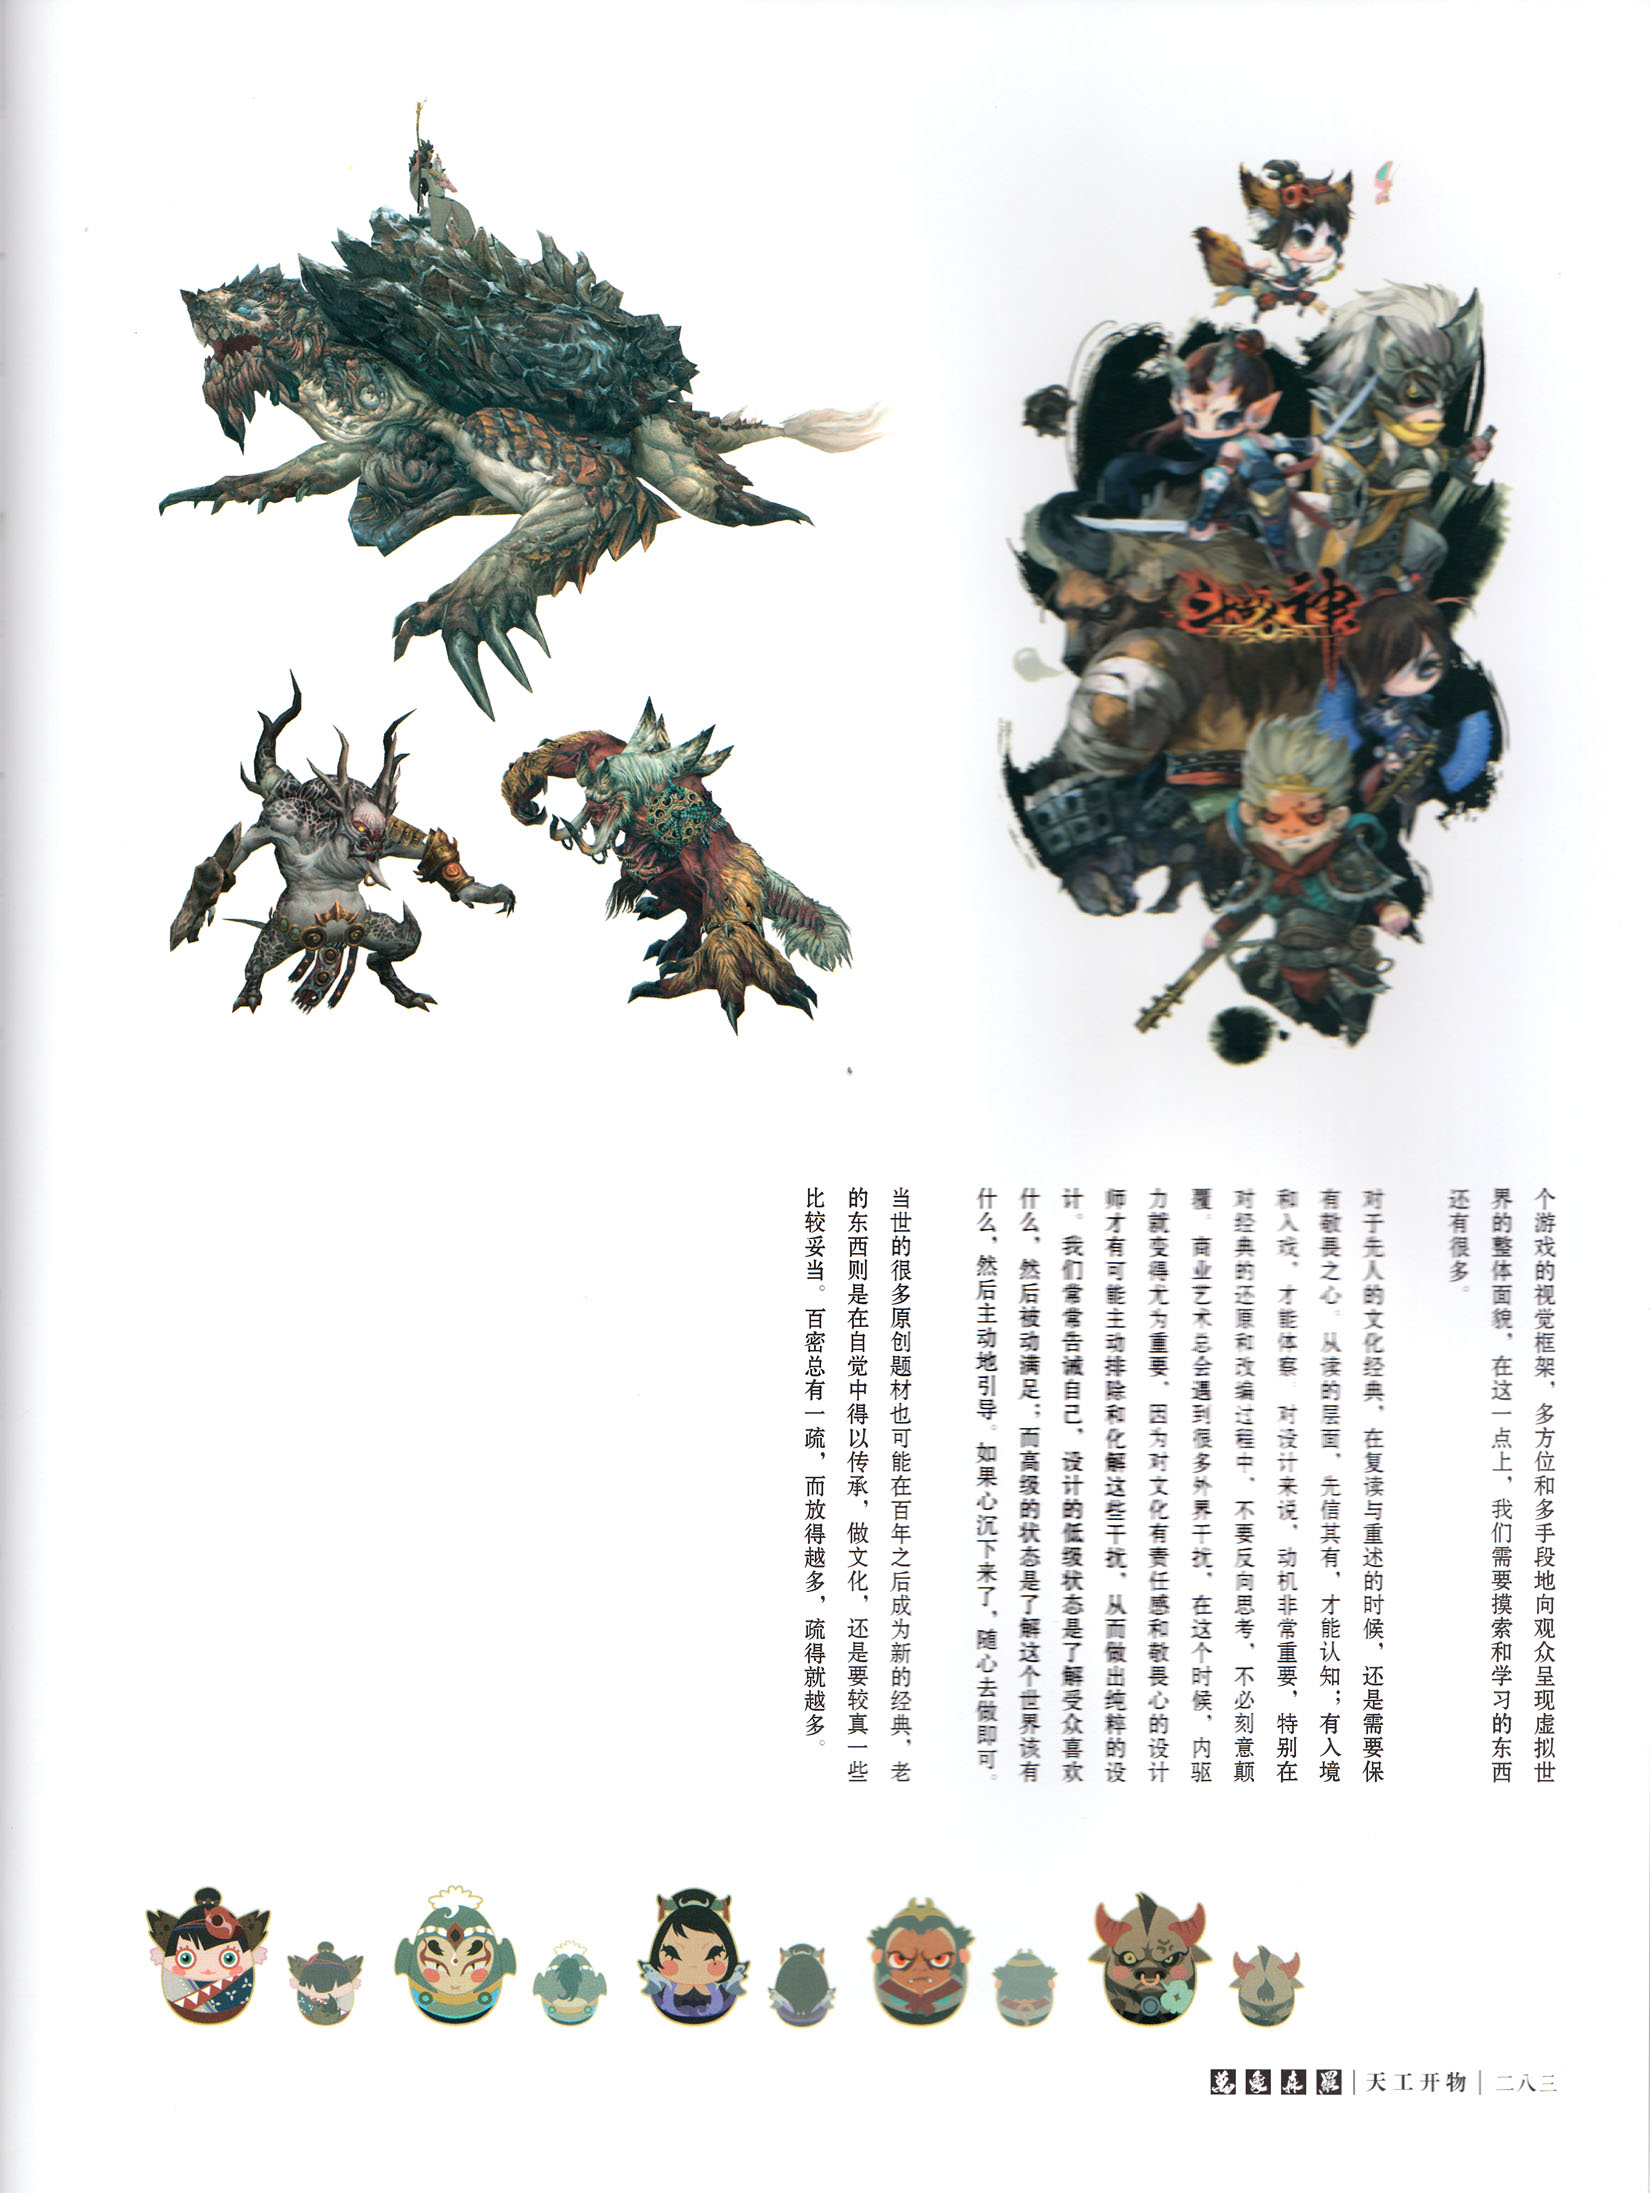 斗战神
个游戏的视觉框架，多方位和多手段地向观众呈现虚拟世
界的整体面貌，在这一点上，我们需要摸索和学习的东西
还有很多。
对于先人的文化经典，在复读与重述的时候，还是需要保
有敬畏之心。从读的层面，先信其有，才能认知；有入境
和入戏，才能体察。对设计来说，动机非常重要，特别在
对经典的还原和改编过程中，不要反向思考，不必刻意颠
覆。商业艺术总会遇到很多外界干扰，在这个时候，内驱
力就变得尤为重要，因为对文化有责任感和敬畏心的设计
师才有可能主动排除和化解这些干扰，从而做出纯粹的设
计。我们常常告诫自己，设计的低级状态是了解受众喜欢
什么，然后被动满足；而高级的状态是了解这个世界该有
什么，然后主动地引导。如果心沉下来了，随心去做即可。
当世的很多原创题材也可能在百年之后成为新的经典，老
的东西则是在自觉中得以传承，做文化，还是要较真一些
比较妥当。百密总有一疏，而放得越多，疏得就越多。
萬象森羅｜天工开物｜二八三